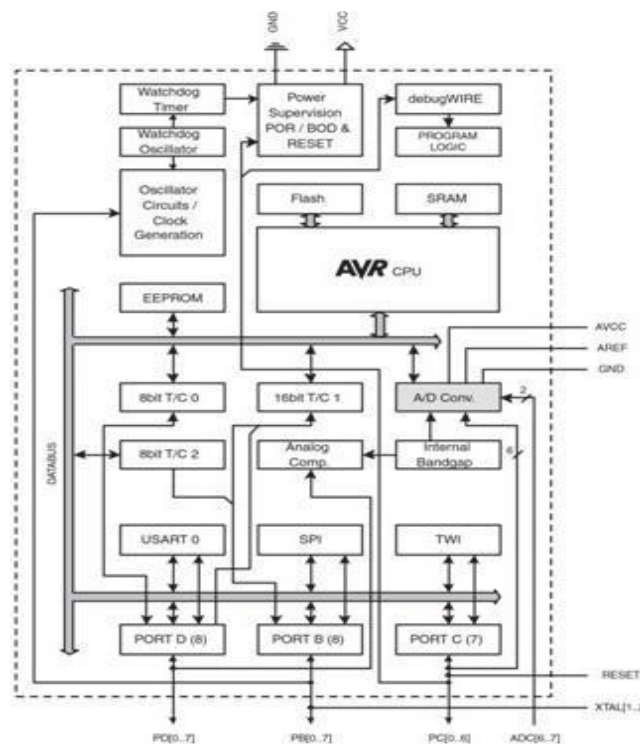 GND
VCC
Watchdog
Timer
Power
Supervision
POR / BOD &
RESET
debugWIRE
Watchdog
Oscillator
PROGRAM
LOGIC
Oscillator
Circuits /
Clock
Generation
Flash
SRAM
AVR CPU
EEPROM
AVCC
AREF
GND
2
8bit T/C 0
16bit T/C 1
A/D Conv.
8bit T/C 2
Analog
Comp.
Internal
Bandgap
6
DATABUS
USART 0
SPI
TWI
PORT D (8)
PORT B (8)
PORT C (7)
RESET
XTAL[1..
PD[0..7]
PB[0..7]
PC[0..6]
ADC[6..7]